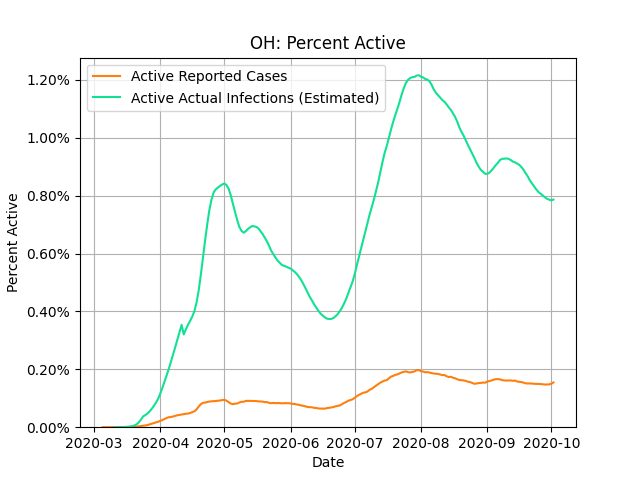 OH: Percent Active
Active Reported Cases
Active Actual Infections (Estimated)
Percent Active
1.20%
1.00%
0.80%
0.60%
0.40%
0.20%
0.00%
2020-03 2020-04 2020-05 2020-06 2020-07 2020-08 2020-09 2020-10
Date